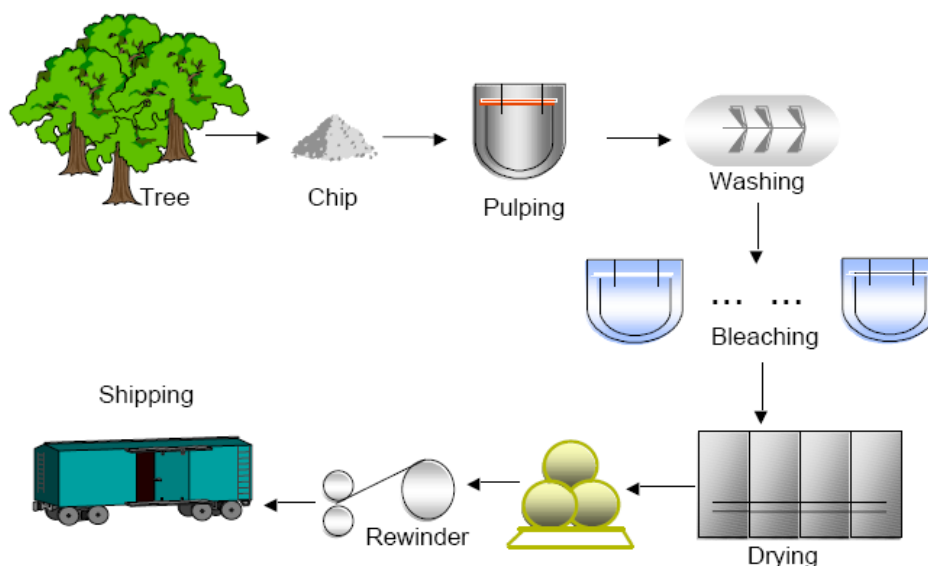 Tree
Chip
Pulping
Washing
... ...
Bleaching
Drying
Rewinder
Shipping